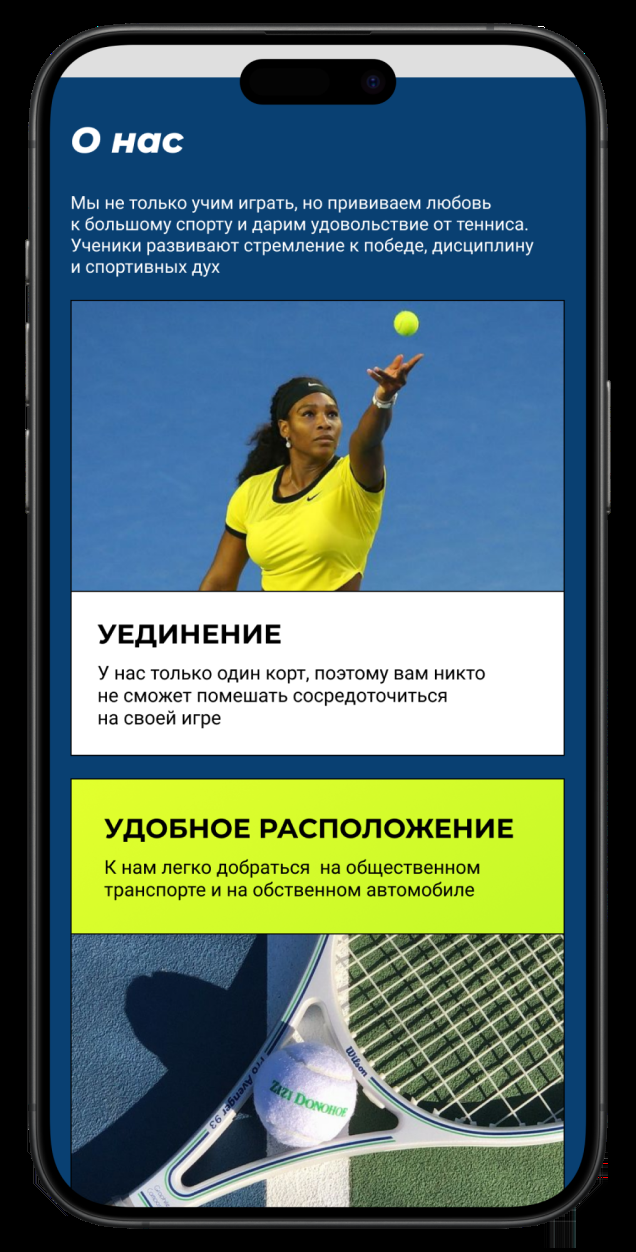 О нас
Мы не только учим играть, но прививаем любовь
к большому спорту и дарим удовольствие от тенниса.
Ученики развивают стремление к победе, дисциплину
и спортивных дух
УЕДИНЕНИЕ
У нас только один корт, поэтому вам никто
не сможет помешать сосредоточиться
на своей игре
УДОБНОЕ РАСПОЛОЖЕНИЕ
К нам легко добраться  на общественном
транспорте и на обственном автомобиле
Wilson
Pro Avenger 93
ZAZI DONOHOE